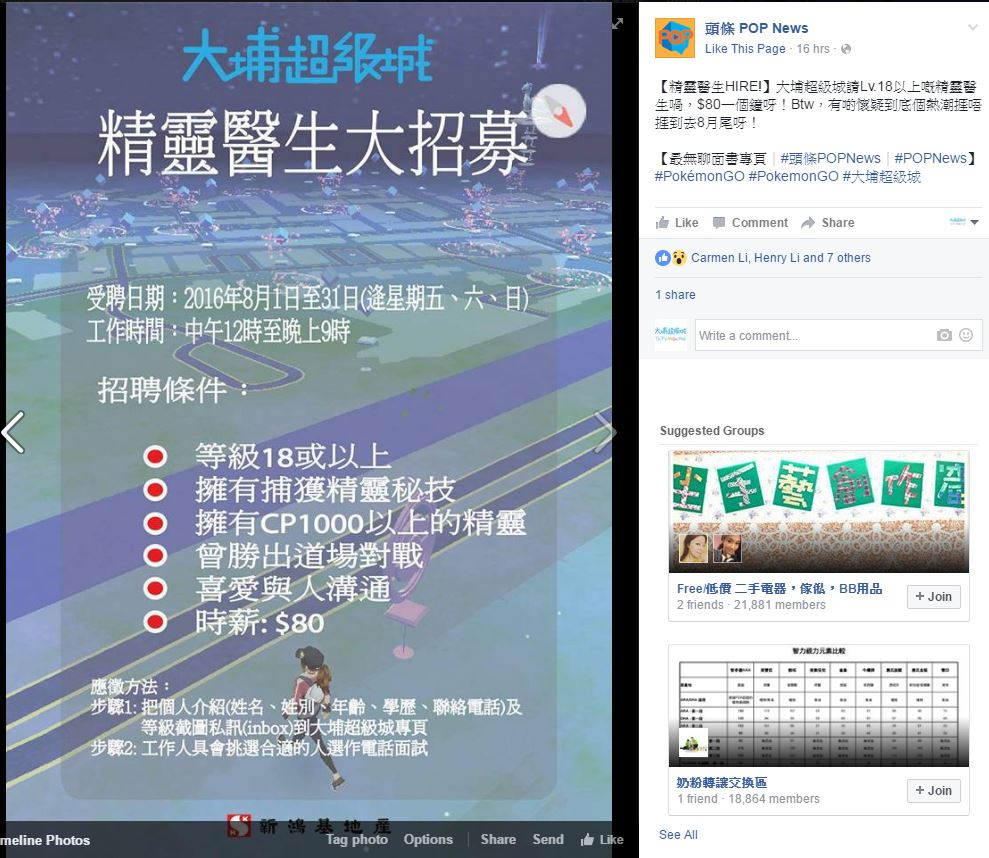 大埔超級城
精靈醫生大招募
受聘日期：2016年8月1日至31日(逢星期五、六、日)
工作時間：中午12時至晚上9時
招聘條件：
等級18或以上
擁有捕獲精靈秘技
擁有CP1000以上的精靈
曾勝出道場對戰
喜愛與人溝通
時薪: $80
應徵方法：
步驟1: 把個人介紹(姓名、姓別、年齡、學歷、聯絡電話)及
等級截圖私訊(inbox)到大埔超級城專頁
步驟2: 工作人員會挑選合適的人選作電話面試
新鴻基地產
meline Photos
Tag photo Options Share Send Like
POP
頭條 POP News
Like This Page · 16 hrs ·
【精靈醫生HIRE!】大埔超級城請Lv.18以上嘅精靈醫
生喎，$80一個鐘呀！Btw，有啲懷疑到底個熱潮捱唔
捱到去8月尾呀！
【最無聊面書專頁｜#頭條POPNews｜#POPNews】
#PokémonGO #PokemonGO #大埔超級城
Like Comment Share
Carmen Li, Henry Li and 7 others
1 share
大埔超級城
Write a comment...
Suggested Groups
手藝創作
Free/低價 二手電器，傢俬，BB用品
2 friends · 21,881 members
+ Join
奶粉轉讓交換區
1 friend · 18,864 members
+ Join
See All